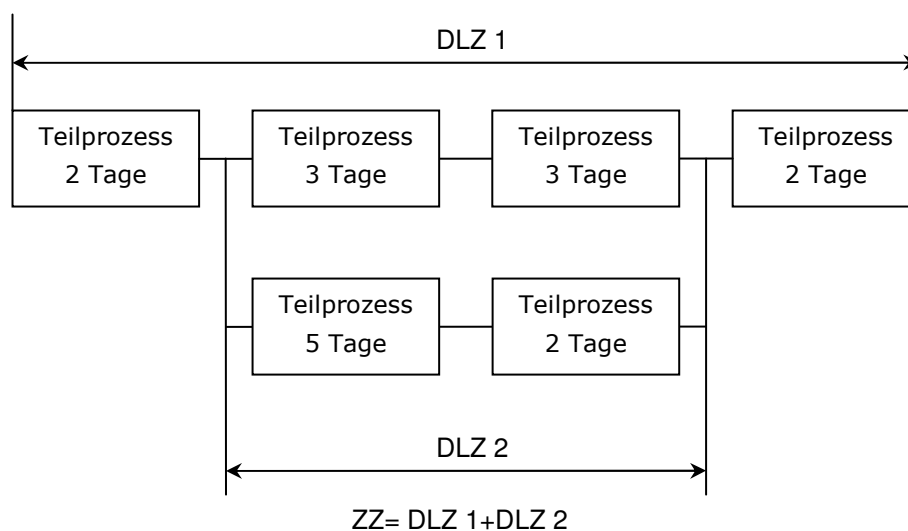 DLZ 1
Teilprozess
2 Tage
Teilprozess
3 Tage
Teilprozess
3 Tage
Teilprozess
2 Tage
Teilprozess
5 Tage
Teilprozess
2 Tage
DLZ 2
ZZ= DLZ 1+DLZ 2